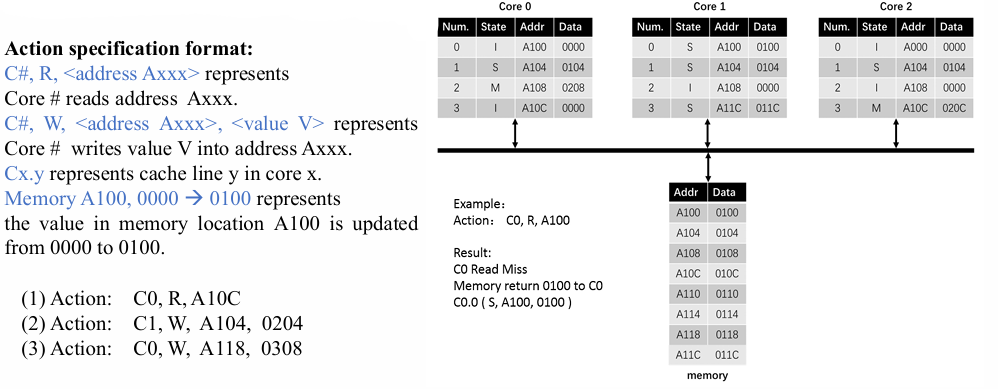 Action specification format:
C#, R, <address Axxx> represents
Core # reads address Axxx.
C#, W, <address Axxx>, <value V> represents
Core # writes value V into address Axxx.
Cx.y represents cache line y in core x.
Memory A100, 0000 → 0100 represents
the value in memory location A100 is updated
from 0000 to 0100.
(1) Action: C0, R, A10C
(2) Action: C1, W, A104, 0204
(3) Action: C0, W, A118, 0308
Core 0
Num. State Addr Data
0 I A100 0000
1 S A104 0104
2 M A108 0208
3 I A10C 0000
Core 1
Num. State Addr Data
0 S A100 0100
1 S A104 0104
2 I A108 0000
3 S A11C 011C
Core 2
Num. State Addr Data
0 I A000 0000
1 S A104 0104
2 I A108 0000
3 M A10C 020C
Example:
Action: C0, R, A100
Result:
C0 Read Miss
Memory return 0100 to C0
C0.0 ( S, A100, 0100 )
Addr Data
A100 0100
A104 0104
A108 0108
A10C 010C
A110 0110
A114 0114
A118 0118
A11C 011C
memory